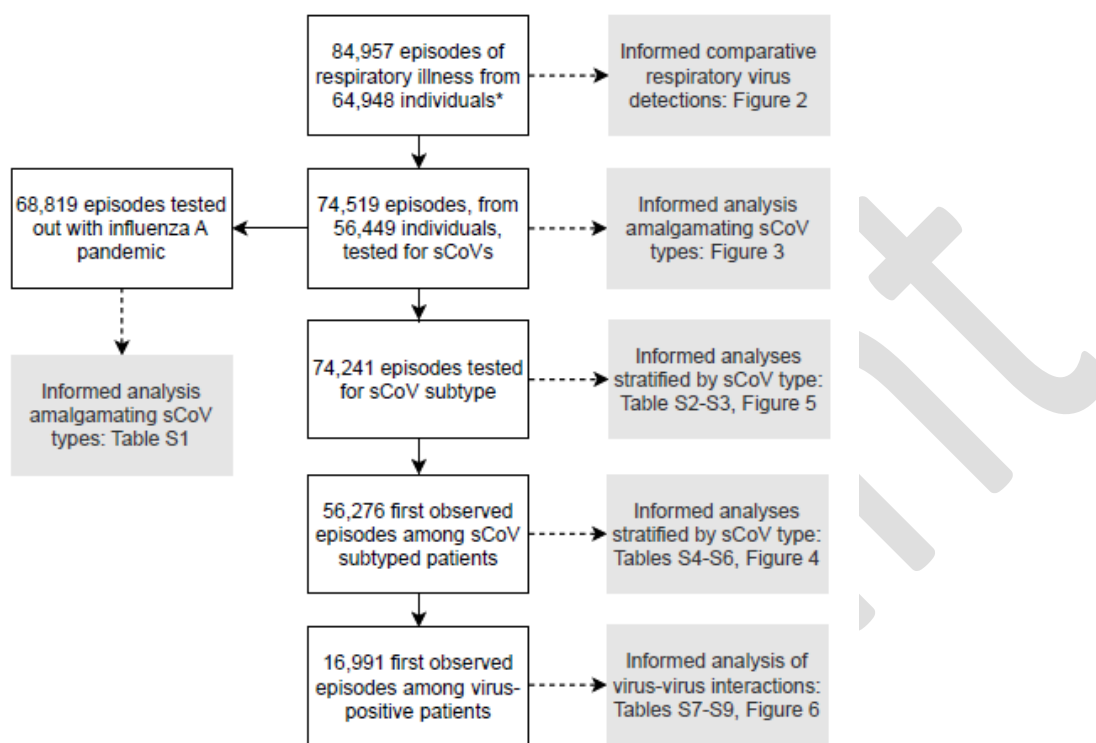 84,957 episodes of
respiratory illness from
64,948 individuals*
Informed comparative
respiratory virus
detections: Figure 2
68,819 episodes tested
out with influenza A
pandemic
74,519 episodes, from
56,449 individuals,
tested for sCoVs
Informed analysis
amalgamating sCoV
types: Figure 3
Informed analysis
amalgamating sCoV
types: Table S1
74,241 episodes tested
for sCoV subtype
Informed analyses
stratified by sCoV type:
Table S2-S3, Figure 5
56,276 first observed
episodes among sCoV
subtyped patients
Informed analyses
stratified by sCoV type:
Tables S4-S6, Figure 4
16,991 first observed
episodes among virus-
positive patients
Informed analysis of
virus-virus interactions:
Tables S7-S9, Figure 6